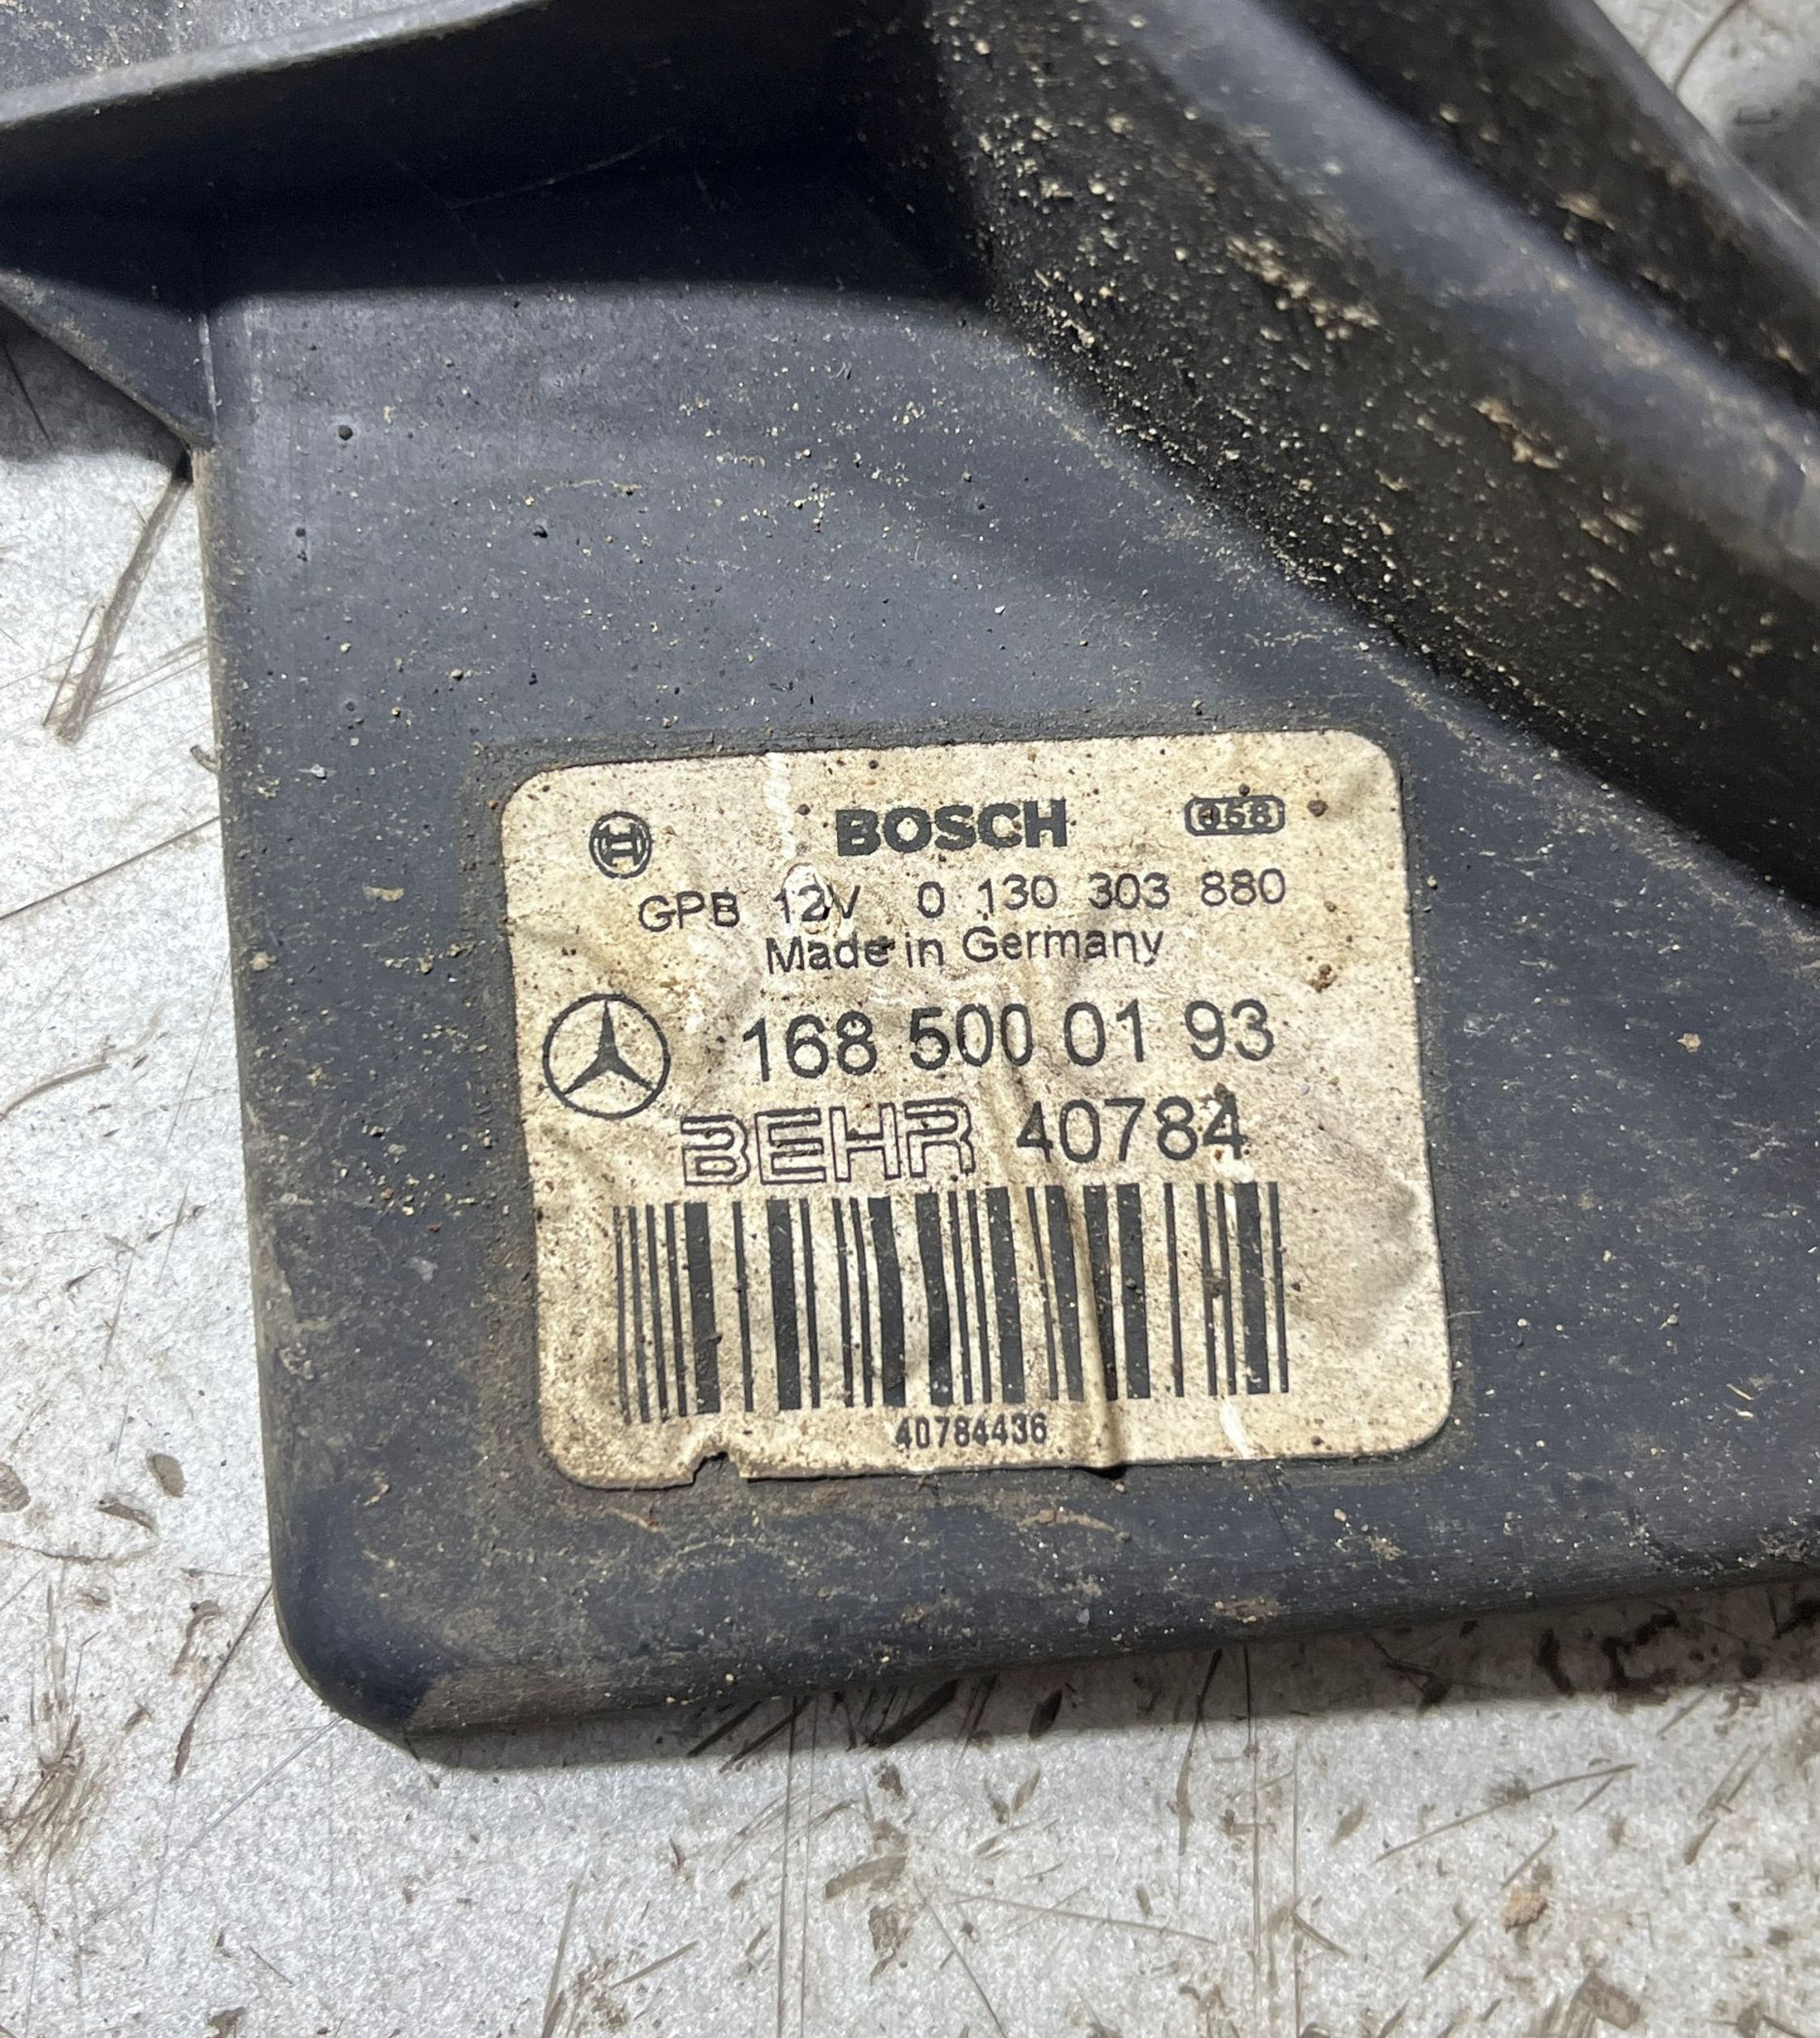 BOSCH 058
GPB 12V 0 130 303 880
Made in Germany
168 500 01 93
BEHR 40784
40784436